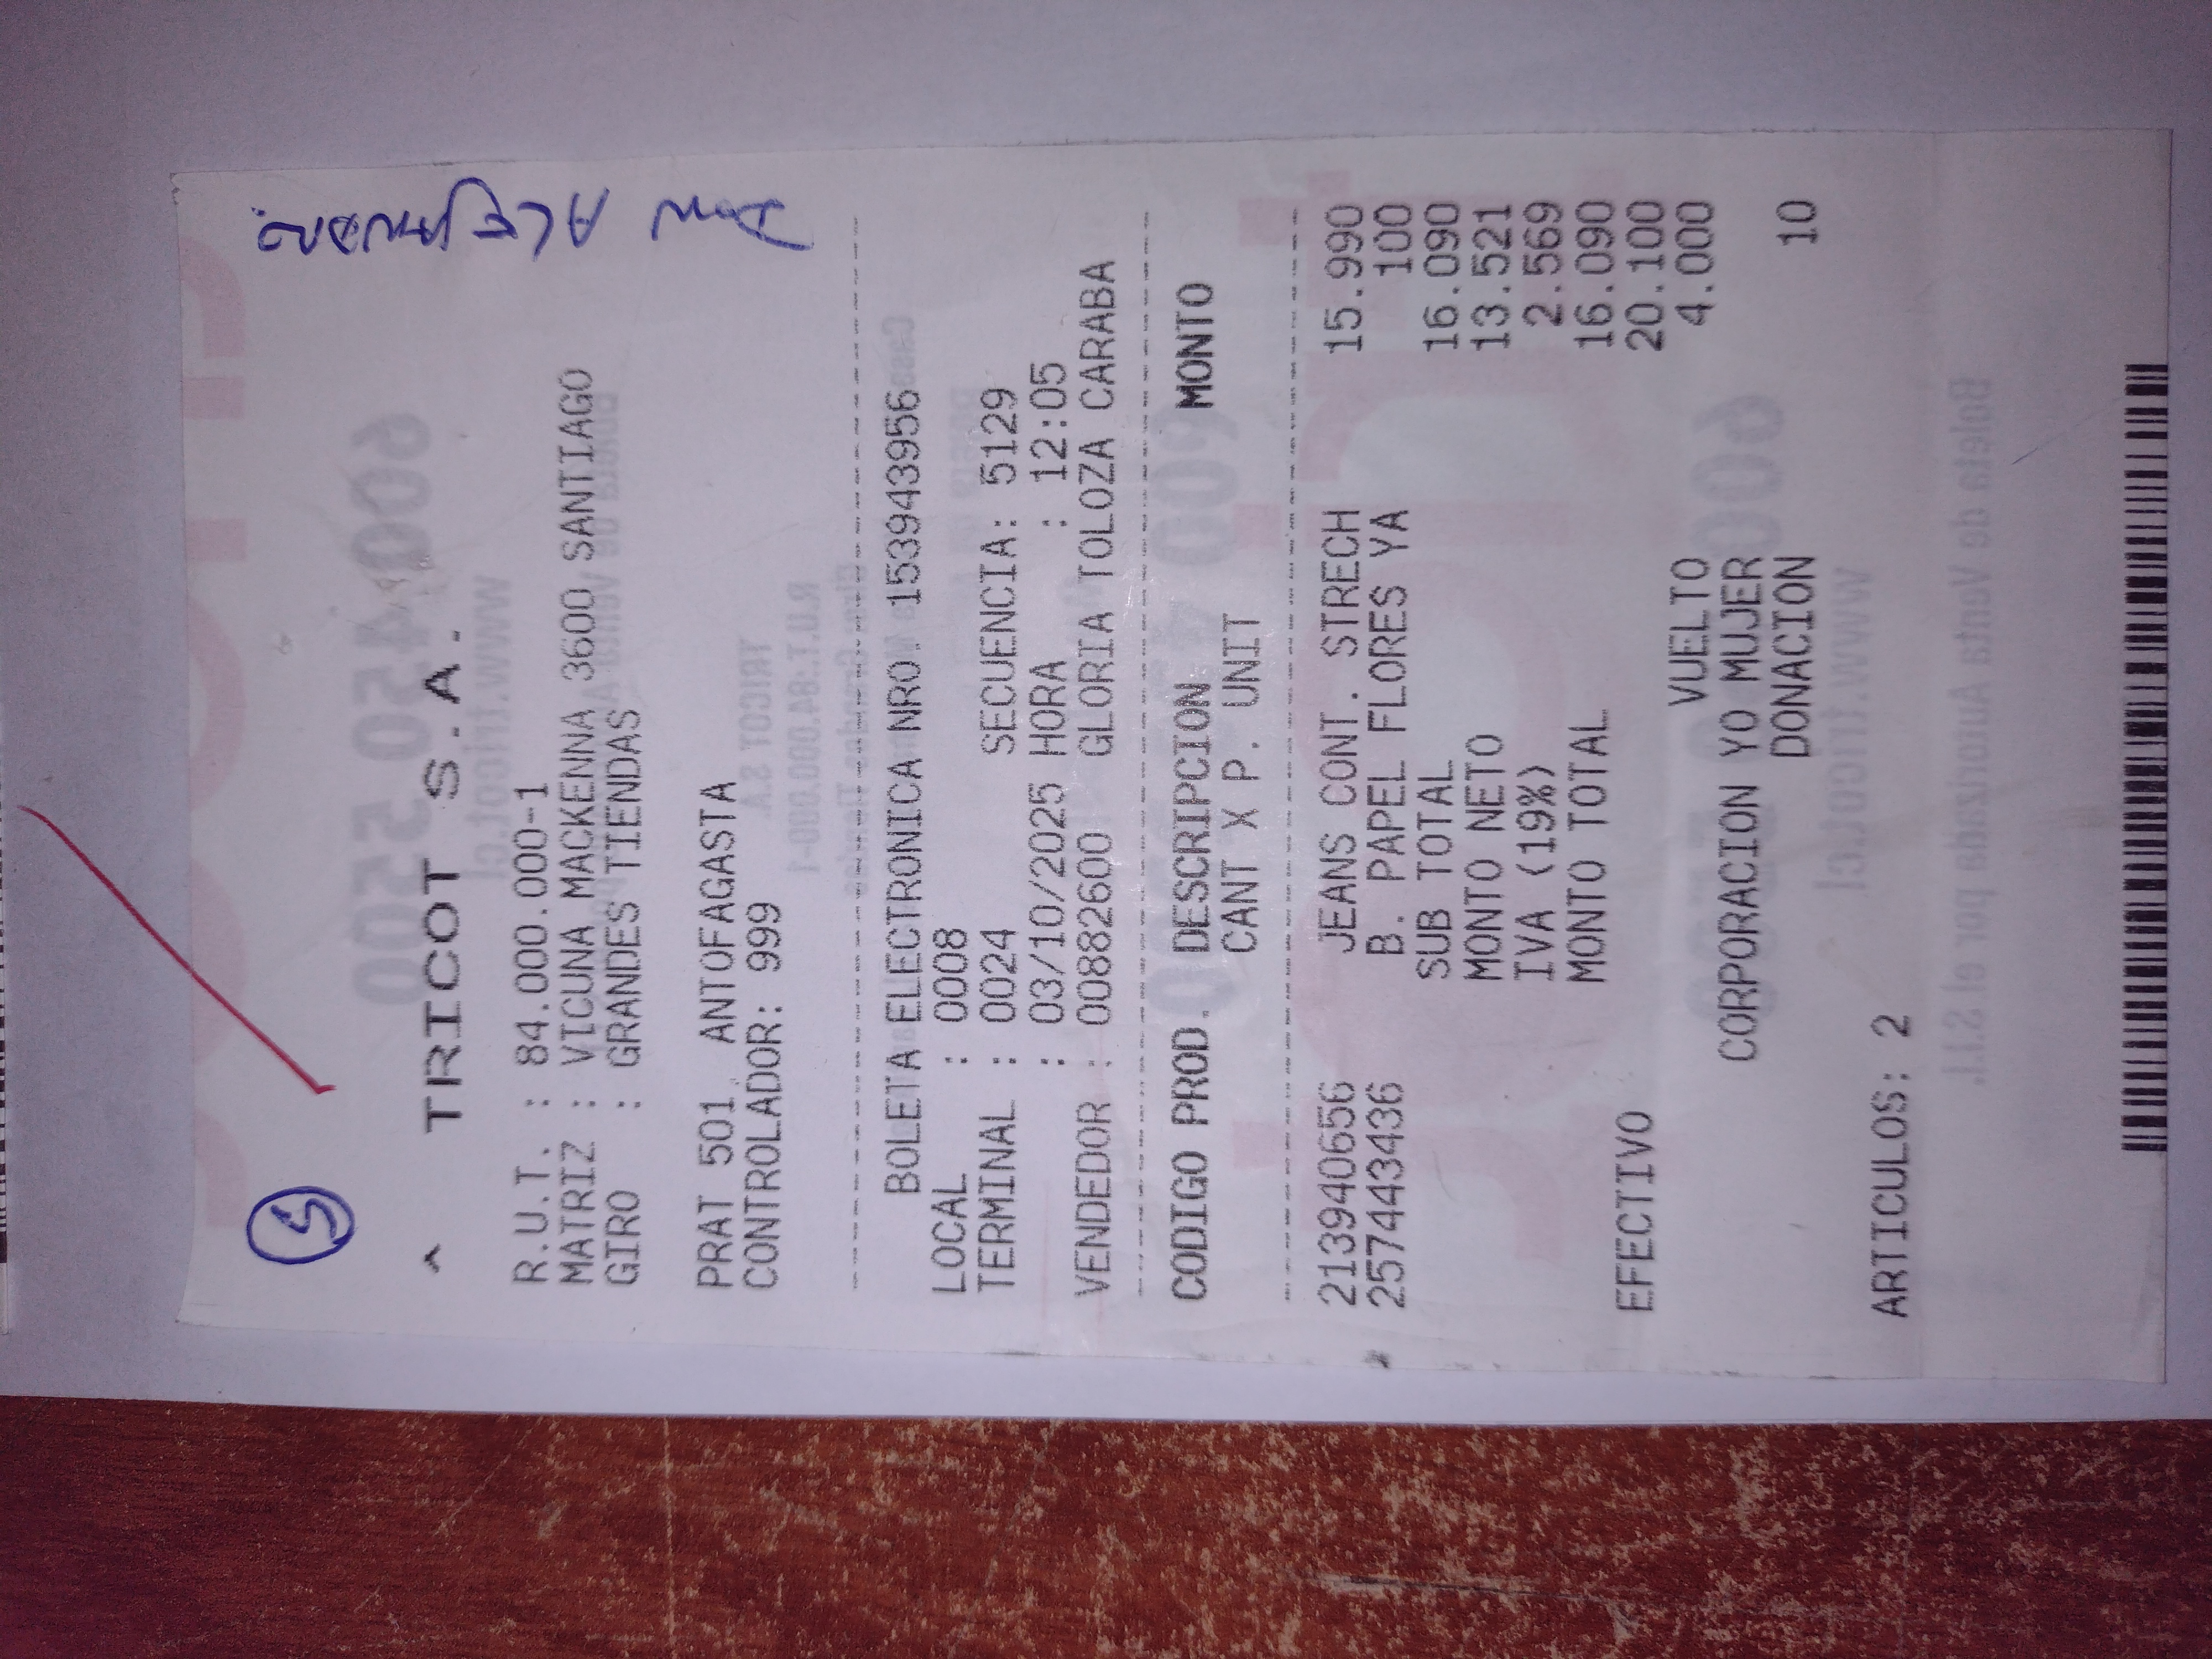 5
Don Alejandro
TRICOT S.A.
R.U.T. : 84.000.000-1
MATRIZ : VICUNA MACKENNA 3600 SANTIAGO
GIRO : GRANDES TIENDAS
PRAT 501 ANTOFAGASTA
CONTROLADOR: 999
BOLETA ELECTRONICA NRO. 1539439956
LOCAL : 0008
TERMINAL : 0024 SECUENCIA: 5129
: 03/10/2025 HORA : 12:05
VENDEDOR : 00882600 GLORIA TOLOZA CARABA
CODIGO PROD. DESCRIPCION MONTO
CANT X P. UNIT
2139940656 JEANS CONT. STRECH 15.990
2574443436 B. PAPEL FLORES YA 100
SUB TOTAL 16.090
MONTO NETO 13.521
IVA (19%) 2.569
MONTO TOTAL 16.090
EFECTIVO 20.100
VUELTO 4.000
CORPORACION YO MUJER
DONACION 10
ARTICULOS: 2